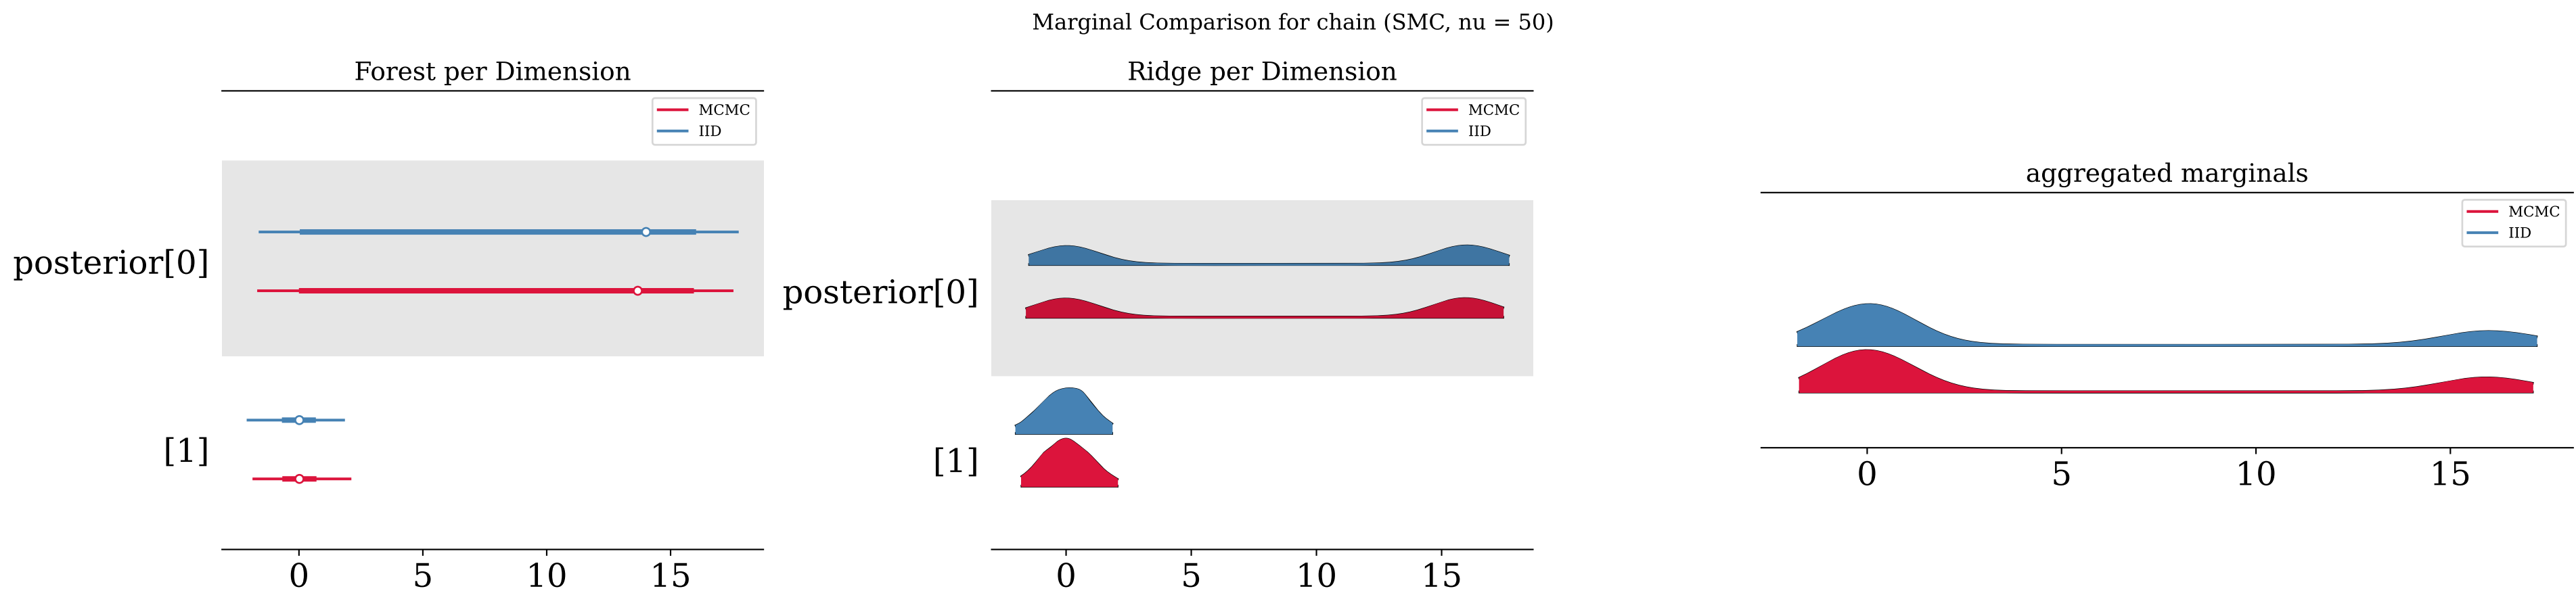 Marginal Comparison for chain (SMC, nu = 50)
Forest per Dimension
MCMC
IID
posterior[0]
[1]
0 5 10 15
Ridge per Dimension
MCMC
IID
posterior[0]
[1]
0 5 10 15
aggregated marginals
MCMC
IID
0 5 10 15